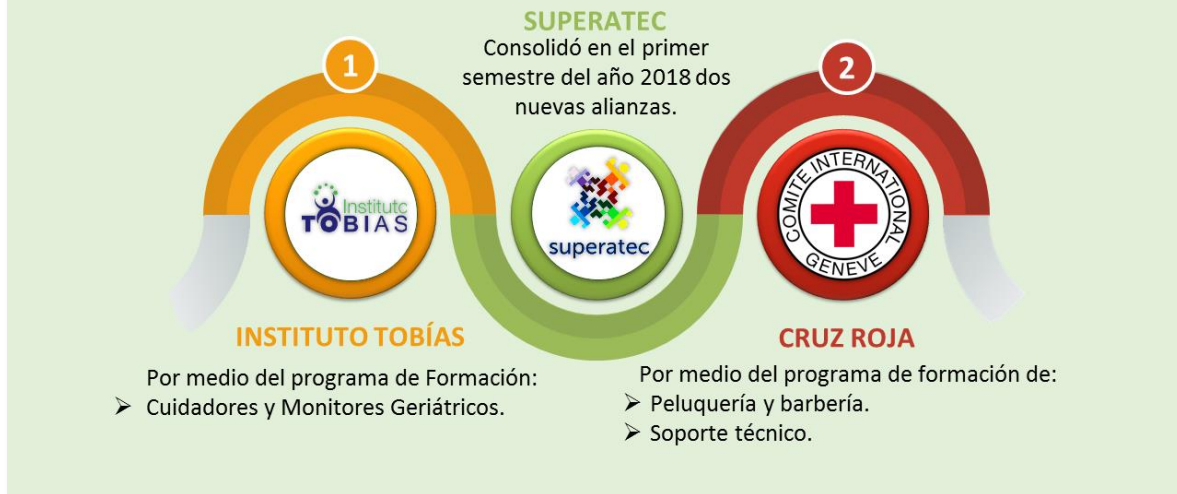 SUPERATEC
Consolidó en el primer
semestre del año 2018 dos
nuevas alianzas.
1
2
Instituto
TOBIAS
superatec
COMITE INTERNATIONAL
GENEVE
INSTITUTO TOBÍAS
Por medio del programa de Formación:
➢ Cuidadores y Monitores Geriátricos.
CRUZ ROJA
Por medio del programa de formación de:
➢ Peluquería y barbería.
➢ Soporte técnico.